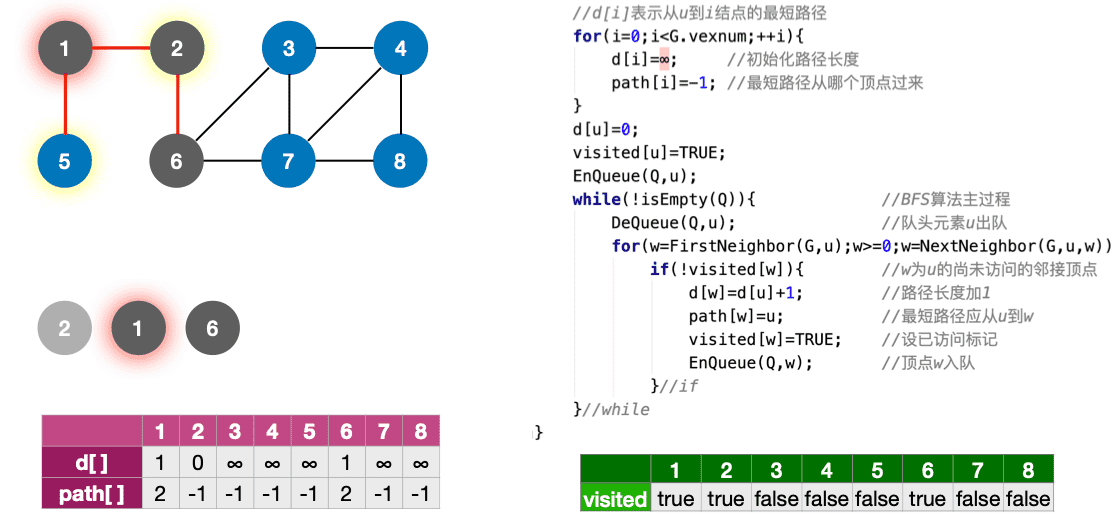 1 2 3 4
5 6 7 8
2 1 6
1 2 3 4 5 6 7 8
d[ ] 1 0 ∞ ∞ ∞ 1 ∞ ∞
path[ ] 2 -1 -1 -1 -1 2 -1 -1
//d[i]表示从u到i结点的最短路径
for(i=0;i<G.vexnum;++i){
d[i]=∞; //初始化路径长度
path[i]=-1; //最短路径从哪个顶点过来
}
d[u]=0;
visited[u]=TRUE;
EnQueue(Q,u);
while(!isEmpty(Q)){ //BFS算法主过程
DeQueue(Q,u); //队头元素u出队
for(w=FirstNeighbor(G,u);w>=0;w=NextNeighbor(G,u,w))
if(!visited[w]){ //w为u的尚未访问的邻接顶点
d[w]=d[u]+1; //路径长度加1
path[w]=u; //最短路径应从u到w
visited[w]=TRUE; //设已访问标记
EnQueue(Q,w); //顶点w入队
}//if
}//while
}
1 2 3 4 5 6 7 8
visited true true false false false true false false